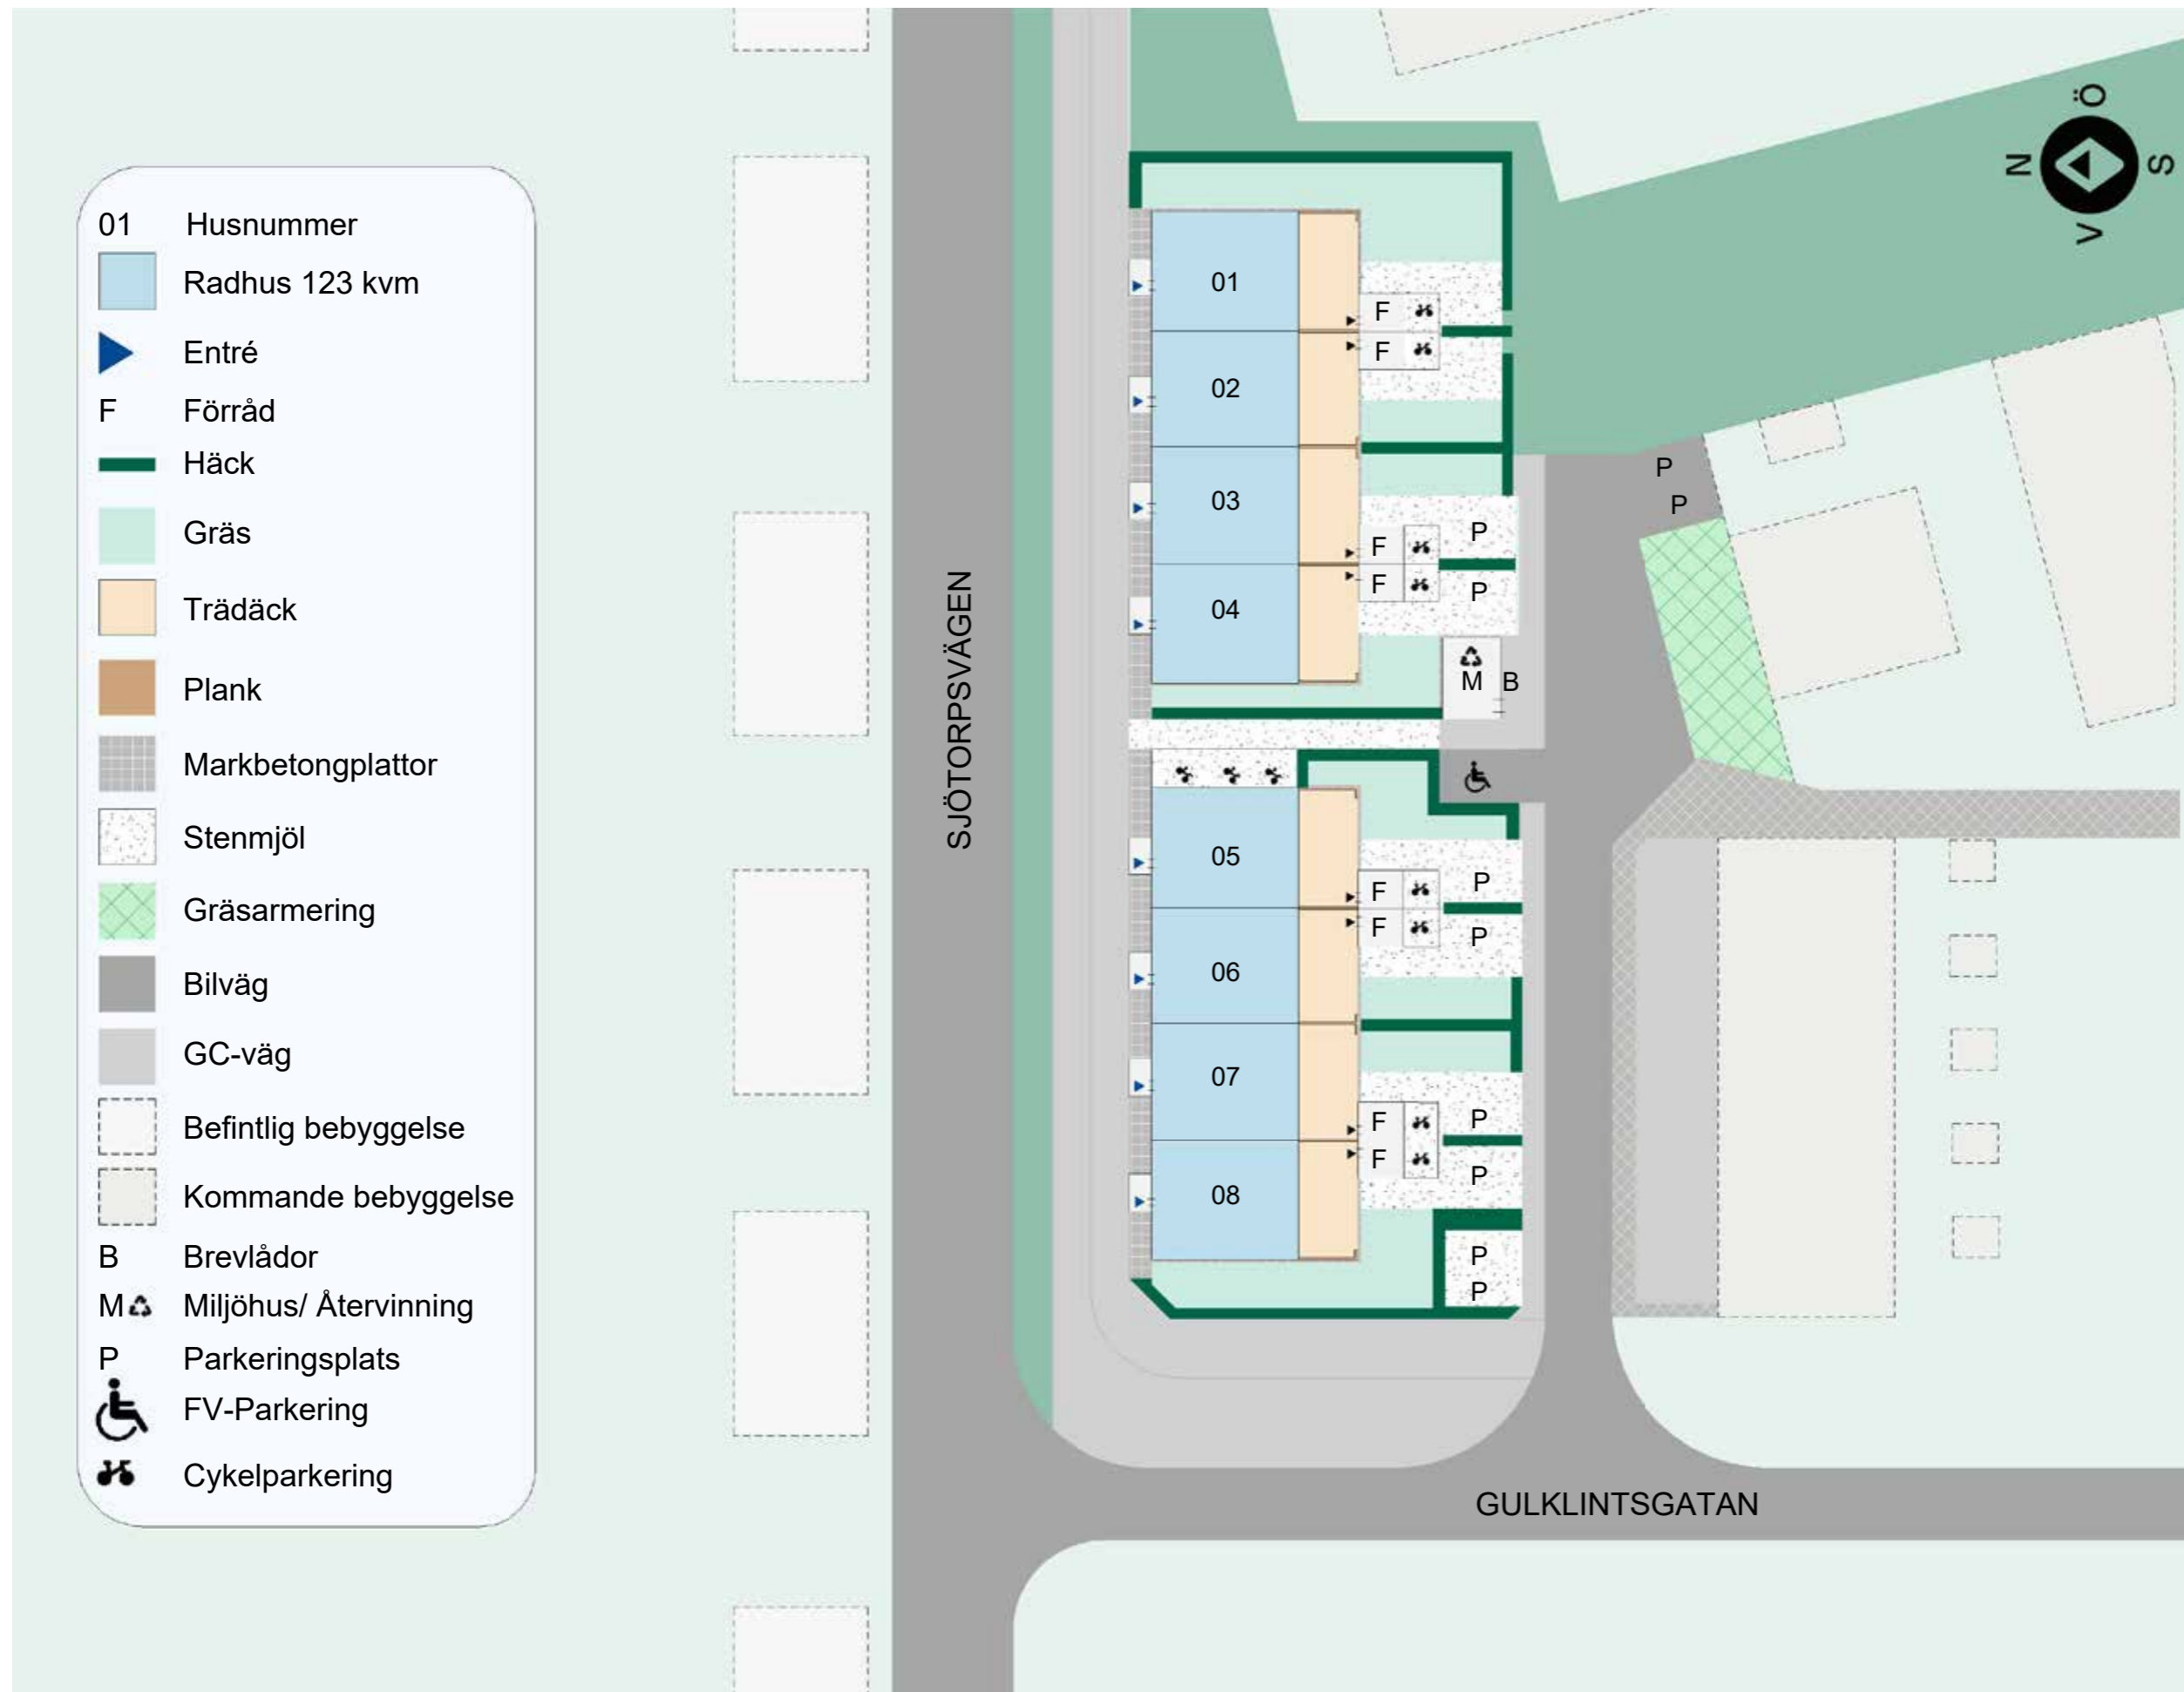 01 Husnummer
Radhus 123 kvm
Entré
F Förråd
Häck
Gräs
Trädäck
Plank
Markbetongplattor
Stenmjöl
Gräsarmering
Bilväg
GC-väg
Befintlig bebyggelse
Kommande bebyggelse
B Brevlådor
M Miljöhus/ Återvinning
P Parkeringsplats
FV-Parkering
Cykelparkering
SJÖTORPSVÄGEN
01
F
F
02
03
P
F
F
P
04
M B
05
P
F
F
P
06
07
P
F
F
P
08
P
P
P
P
Ö
N S
V
GULKLINTSGATAN